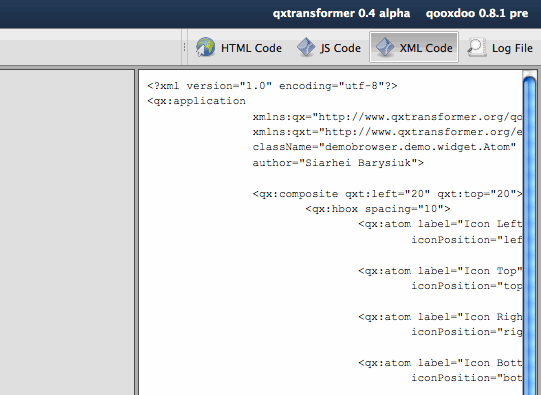 qxtransformer 0.4 alpha qooxdoo 0.8.1 pre
HTML Code JS Code XML Code Log File
<?xml version="1.0" encoding="utf-8"?>
<qx:application
xmlns:qx="http://www.qxtransformer.org/qo
xmlns:qxt="http://www.qxtransformer.org/e
className="demobrowser.demo.widget.Atom"
author="Siarhei Barysiuk">
<qx:composite qxt:left="20" qxt:top="20">
<qx:hbox spacing="10">
<qx:atom label="Icon Left
iconPosition="lef
<qx:atom label="Icon Top"
iconPosition="top
<qx:atom label="Icon Righ
iconPosition="rig
<qx:atom label="Icon Bott
iconPosition="bot